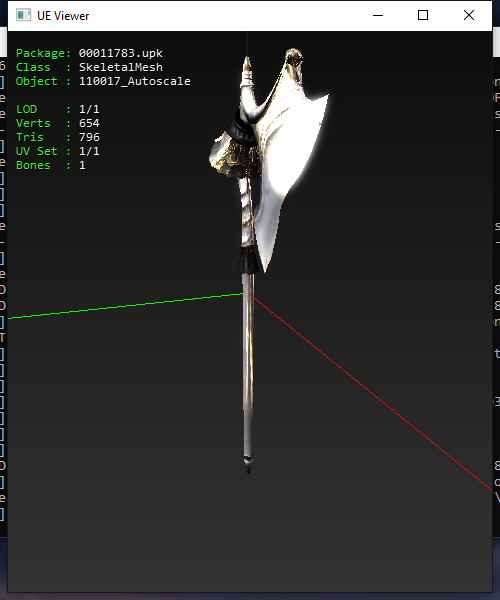 UE Viewer
Package: 00011783.upk
Class : SkeletalMesh
Object : 110017_Autoscale
LOD : 1/1
Verts : 654
Tris : 796
UV Set : 1/1
Bones : 1